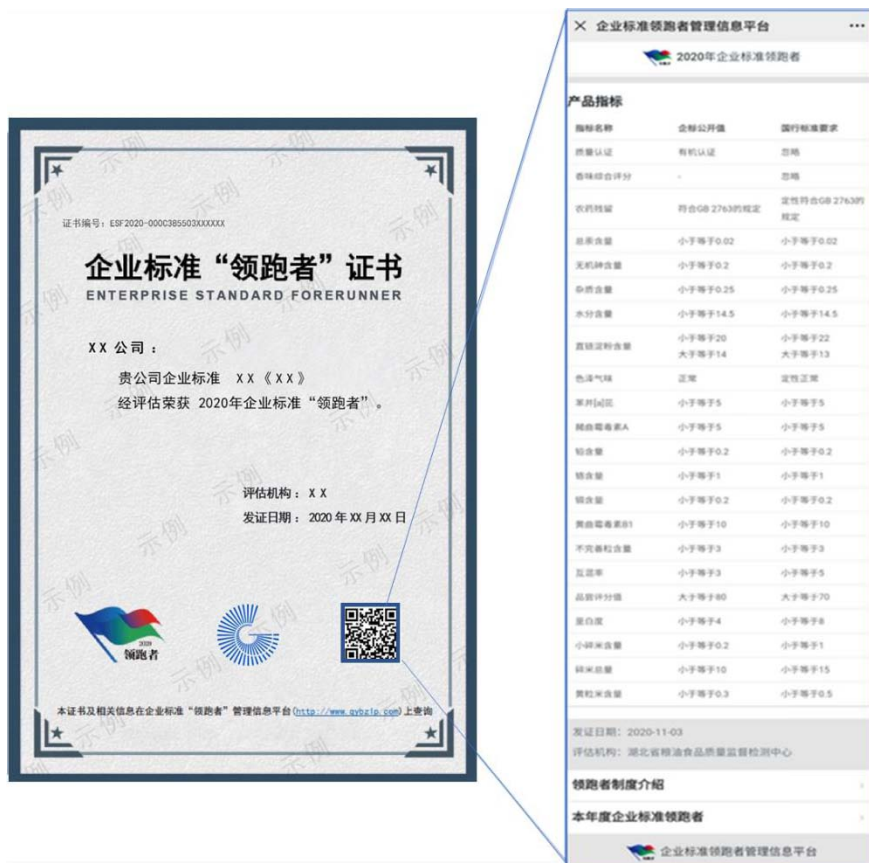 证书编号：ESF2020-000C385503XXXXXX
企业标准“领跑者”证书
ENTERPRISE STANDARD FORERUNNER
XX 公司：
贵公司企业标准 XX《XX》
经评估荣获 2020年企业标准“领跑者”。
评估机构：XX
发证日期：2020年XX月XX日
2020
领跑者
本证书及相关信息在企业标准“领跑者”管理信息平台(http://www.qybzlp.com)上查询
示例
× 企业标准领跑者管理信息平台 ···
2020年企业标准领跑者
产品指标
指标名称 企标公开值 国行标准要求
质量认证 有机认证 忽略
香味综合评分 - 忽略
农药残留 符合GB 2763的规定 定性符合GB 2763的
规定
总汞含量 小于等于0.02 小于等于0.02
无机砷含量 小于等于0.2 小于等于0.2
杂质含量 小于等于0.25 小于等于0.25
水分含量 小于等于14.5 小于等于14.5
直链淀粉含量 小于等于20 小于等于22
大于等于14 大于等于13
色泽气味 正常 定性正常
苯并[a]芘 小于等于5 小于等于5
赭曲霉毒素A 小于等于5 小于等于5
铅含量 小于等于0.2 小于等于0.2
铬含量 小于等于1 小于等于1
镉含量 小于等于0.2 小于等于0.2
黄曲霉毒素B1 小于等于10 小于等于10
不完善粒含量 小于等于3 小于等于3
互混率 小于等于3 小于等于5
品尝评分值 大于等于80 大于等于70
垩白度 小于等于4 小于等于8
小碎米含量 小于等于0.2 小于等于1
碎米总量 小于等于10 小于等于15
黄粒米含量 小于等于0.3 小于等于0.5
发证日期：2020-11-03
评估机构：湖北省粮油食品质量监督检测中心
领跑者制度介绍
本年度企业标准领跑者
企业标准领跑者管理信息平台